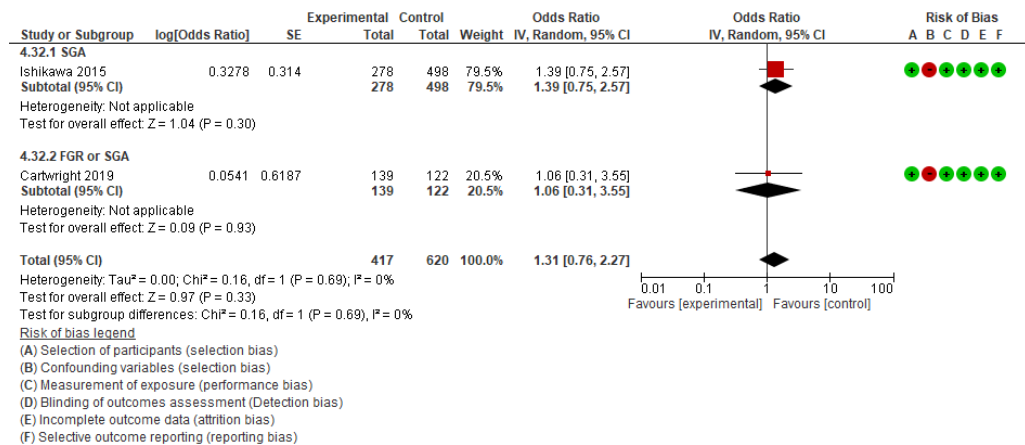 Experimental Control Odds Ratio Odds Ratio Risk of Bias
Study or Subgroup log[Odds Ratio] SE Total Total Weight IV, Random, 95% CI IV, Random, 95% CI A B C D E F
4.32.1 SGA
Ishikawa 2015 0.3278 0.314 278 498 79.5% 1.39 [0.75, 2.57] + - + + + +
Subtotal (95% CI) 278 498 79.5% 1.39 [0.75, 2.57]
Heterogeneity: Not applicable
Test for overall effect: Z = 1.04 (P = 0.30)
4.32.2 FGR or SGA
Cartwright 2019 0.0541 0.6187 139 122 20.5% 1.06 [0.31, 3.55] + - + + + +
Subtotal (95% CI) 139 122 20.5% 1.06 [0.31, 3.55]
Heterogeneity: Not applicable
Test for overall effect: Z = 0.09 (P = 0.93)
Total (95% CI) 417 620 100.0% 1.31 [0.76, 2.27]
Heterogeneity: Tau² = 0.00; Chi² = 0.16, df = 1 (P = 0.69); I² = 0%
Test for overall effect: Z = 0.97 (P = 0.33)
Test for subgroup differences: Chi² = 0.16, df = 1 (P = 0.69), I² = 0%
0.01 0.1 1 10 100
Favours [experimental] Favours [control]
Risk of bias legend
(A) Selection of participants (selection bias)
(B) Confounding variables (selection bias)
(C) Measurement of exposure (performance bias)
(D) Blinding of outcomes assessment (Detection bias)
(E) Incomplete outcome data (attrition bias)
(F) Selective outcome reporting (reporting bias)